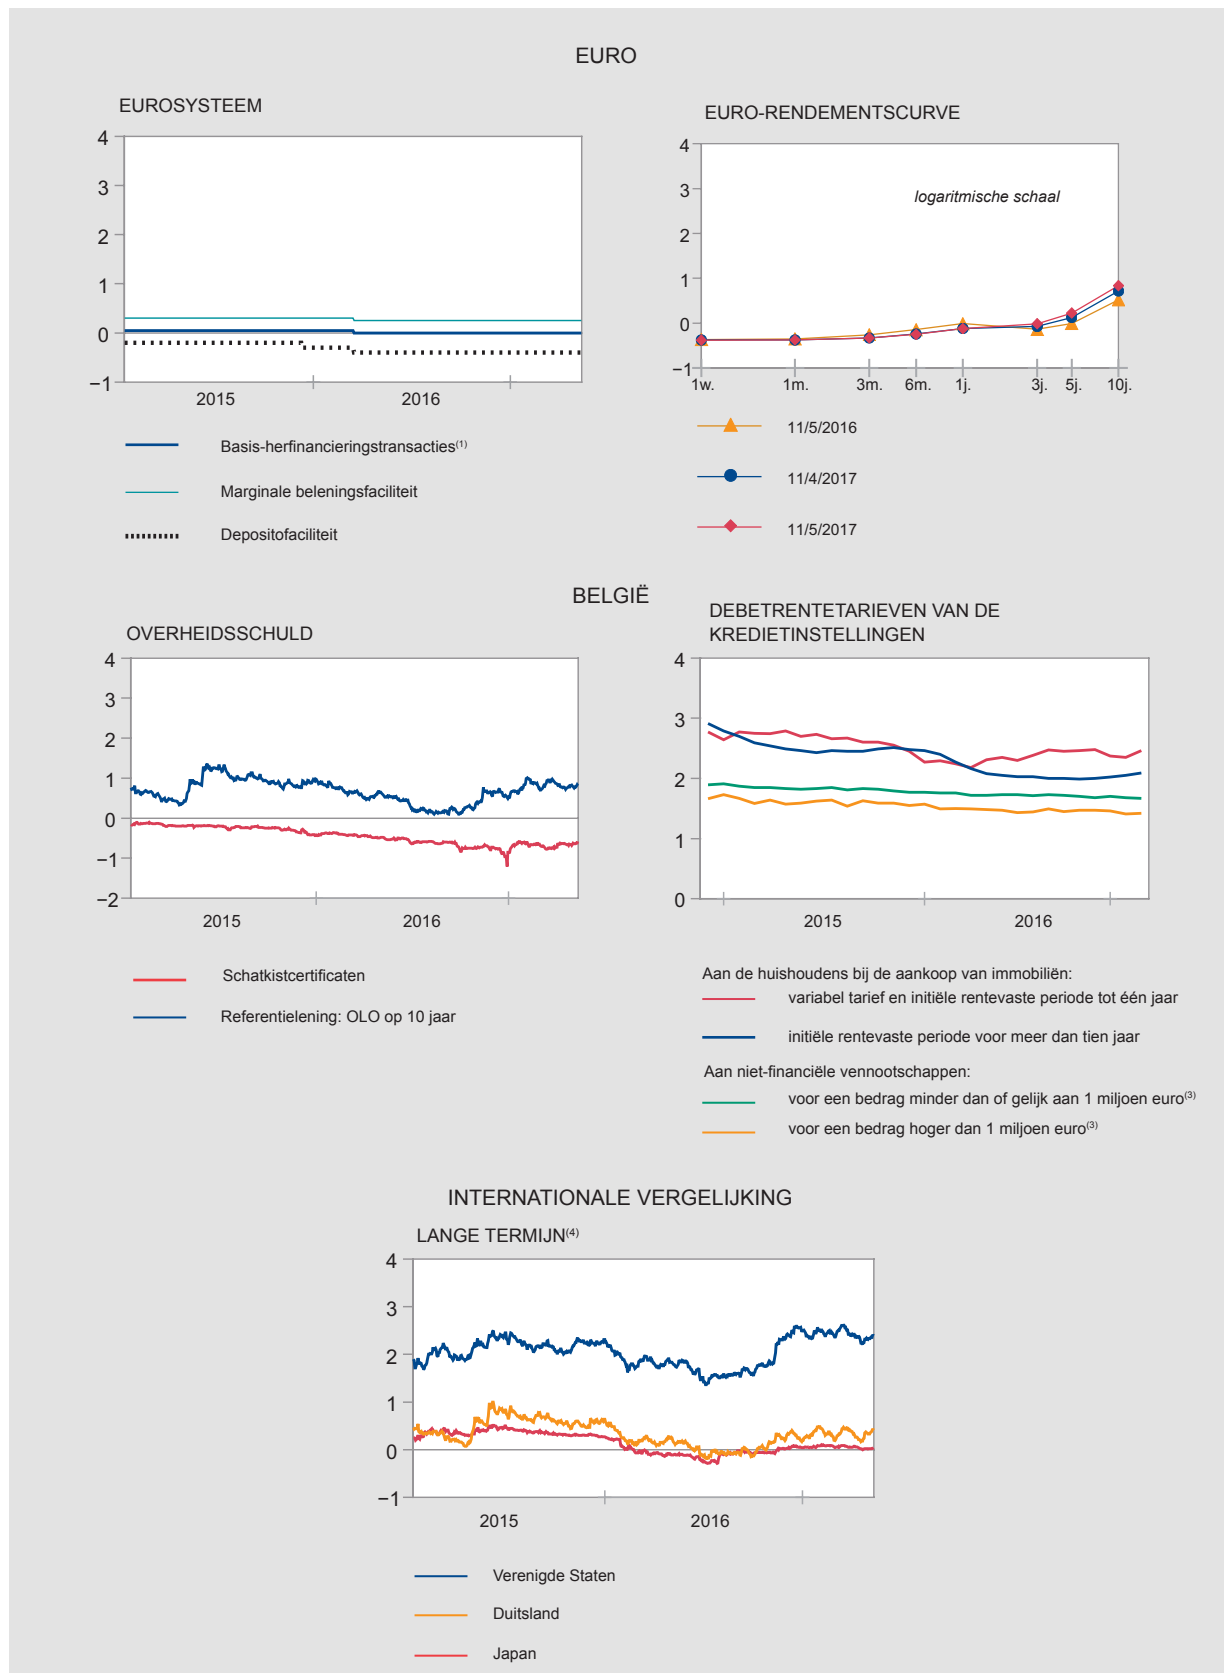 EURO
EUROSYSTEEM
4
3
2
1
0
−1
2015 2016
Basis-herfinancieringstransacties(1)
Marginale beleningsfaciliteit
Depositofaciliteit
EURO-RENDEMENTSCURVE
4
3
2
1
0
−1
logaritmische schaal
1w. 1m. 3m. 6m. 1j. 3j. 5j. 10j.
11/5/2016
11/4/2017
11/5/2017
BELGIË
OVERHEIDSSCHULD
4
3
2
1
0
−1
−2
2015 2016
Schatkistcertificaten
Referentielening: OLO op 10 jaar
DEBETRENTETARIEVEN VAN DE
KREDIETINSTELLINGEN
4
3
2
1
0
2015 2016
Aan de huishoudens bij de aankoop van immobiliën:
variabel tarief en initiële rentevaste periode tot één jaar
initiële rentevaste periode voor meer dan tien jaar
Aan niet-financiële vennootschappen:
voor een bedrag minder dan of gelijk aan 1 miljoen euro(3)
voor een bedrag hoger dan 1 miljoen euro(3)
INTERNATIONALE VERGELIJKING
LANGE TERMIJN(4)
4
3
2
1
0
−1
2015 2016
Verenigde Staten
Duitsland
Japan